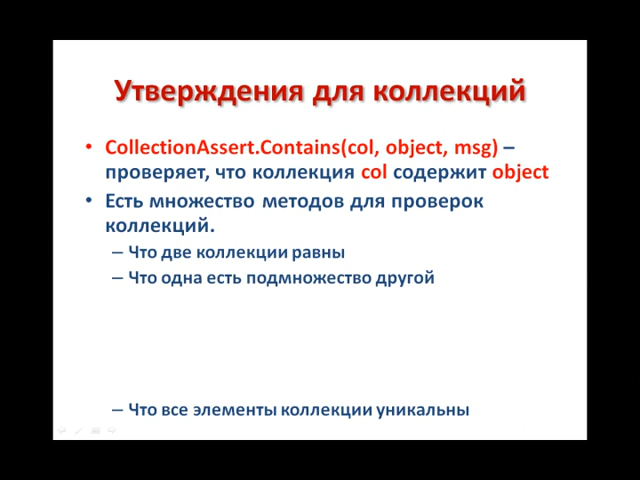 Утверждения для коллекций
• CollectionAssert.Contains(col, object, msg) –
проверяет, что коллекция col содержит object
• Есть множество методов для проверок
коллекций.
– Что две коллекции равны
– Что одна есть подмножество другой
– Что все элементы коллекции уникальны